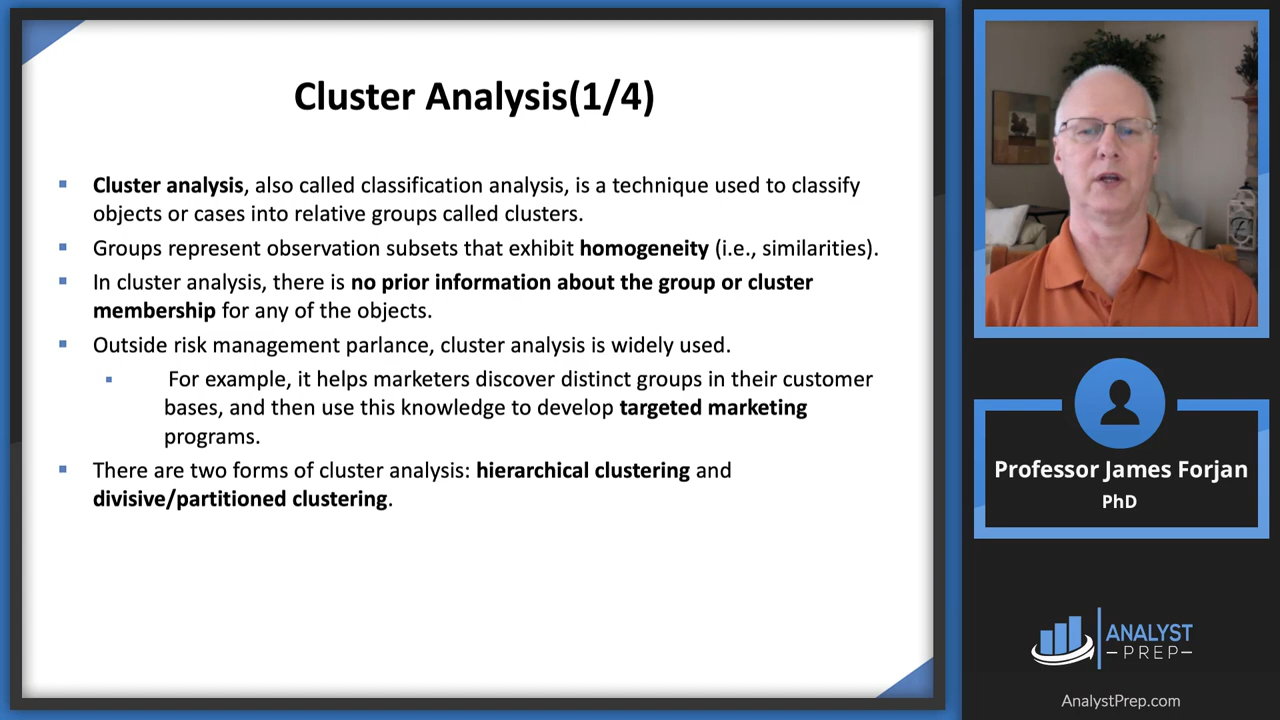 Cluster Analysis(1/4)
▪ Cluster analysis, also called classification analysis, is a technique used to classify
objects or cases into relative groups called clusters.
▪ Groups represent observation subsets that exhibit homogeneity (i.e., similarities).
▪ In cluster analysis, there is no prior information about the group or cluster
membership for any of the objects.
▪ Outside risk management parlance, cluster analysis is widely used.
▪ For example, it helps marketers discover distinct groups in their customer
bases, and then use this knowledge to develop targeted marketing
programs.
▪ There are two forms of cluster analysis: hierarchical clustering and
divisive/partitioned clustering.
Professor James Forjan
PhD
ANALYST
–PREP–
AnalystPrep.com